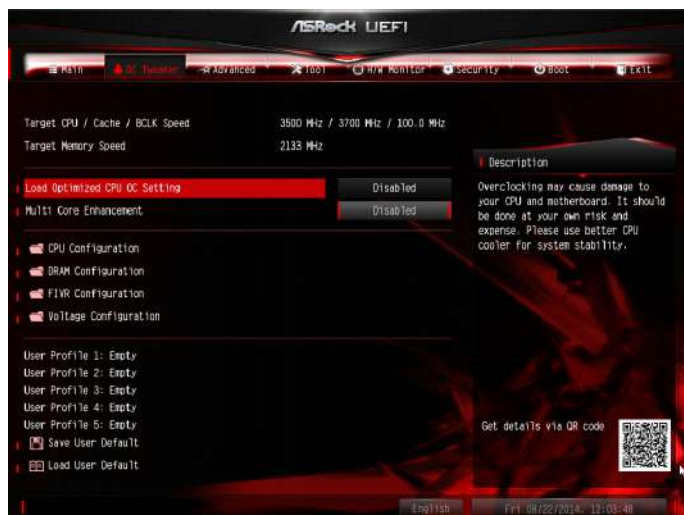 ASRock UEFI
Main OC Tweaker Advanced Tool H/W Monitor Security Boot Exit
Target CPU / Cache / BCLK Speed 3500 MHz / 3700 MHz / 100.0 MHz
Target Memory Speed 2133 MHz
Description
Load Optimized CPU OC Setting Disabled
Multi Core Enhancement Disabled
Overclocking may cause damage to
your CPU and motherboard. It should
be done at your own risk and
expense. Please use better CPU
cooler for system stability.
CPU Configuration
DRAM Configuration
FIVR Configuration
Voltage Configuration
User Profile 1: Empty
User Profile 2: Empty
User Profile 3: Empty
User Profile 4: Empty
User Profile 5: Empty
Save User Default
Load User Default
Get details via QR code
English Fri 08/22/2014, 12:03:48